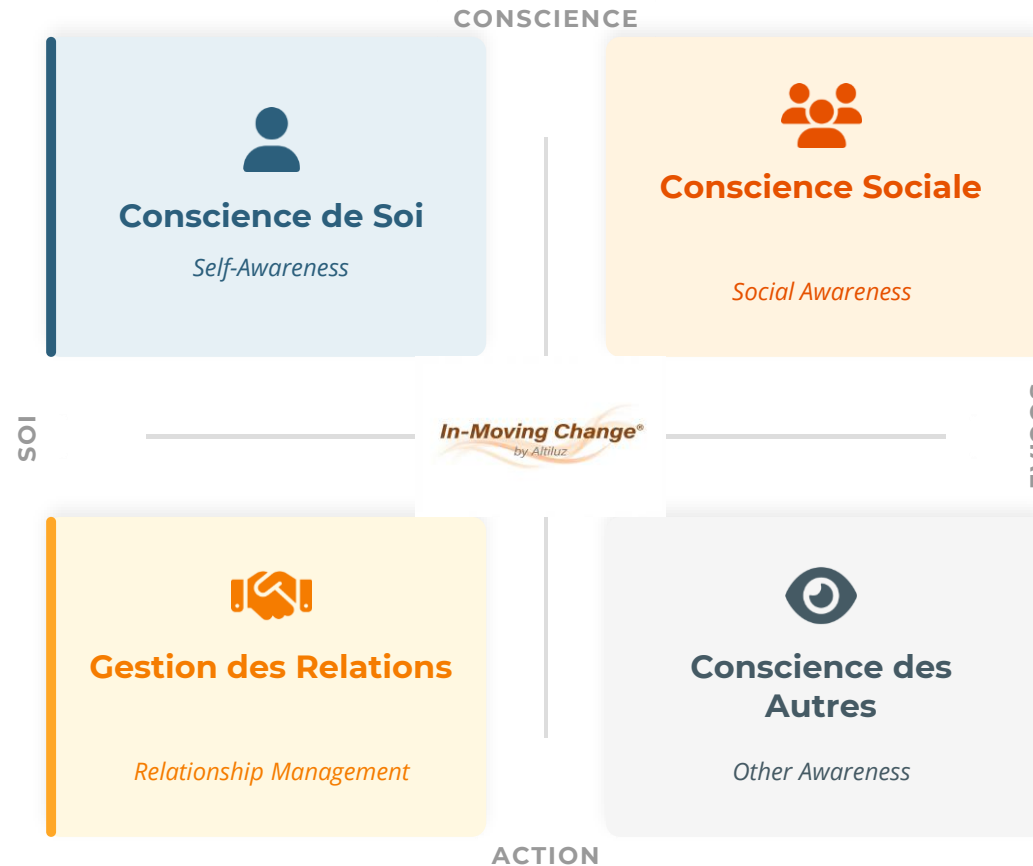 CONSCIENCE
Conscience de Soi
Self-Awareness
Conscience Sociale
Social Awareness
SOI
In-Moving Change®
by Altiluz
Gestion des Relations
Relationship Management
Conscience des
Autres
Other Awareness
ACTION